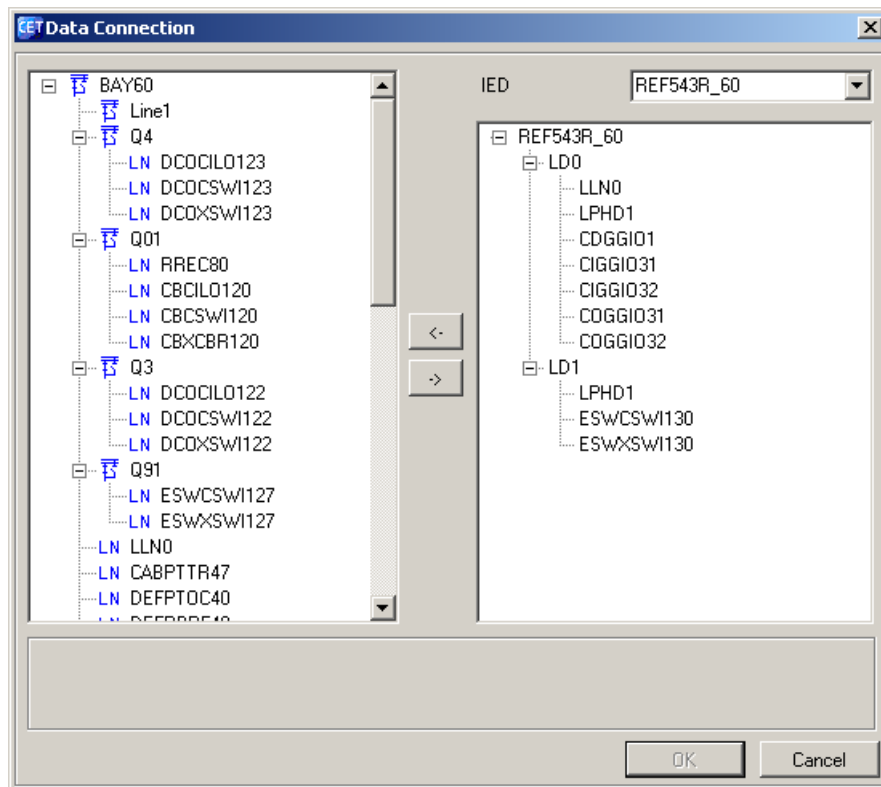 CET Data Connection
BAY60
Line1
Q4
LN DCOCILO123
LN DCOCSWI123
LN DCOXSWI123
Q01
LN RREC80
LN CBCILO120
LN CBCSWI120
LN CBXCBR120
Q3
LN DCOCILO122
LN DCOCSWI122
LN DCOXSWI122
Q91
LN ESWCSWI127
LN ESWXSWI127
LN LLN0
LN CABPTTR47
LN DEFPTOC40
<-
->
IED
REF543R_60
REF543R_60
LD0
LLN0
LPHD1
CDGGIO1
CIGGIO31
CIGGIO32
COGGIO31
COGGIO32
LD1
LPHD1
ESWCSWI130
ESWXSWI130
OK
Cancel